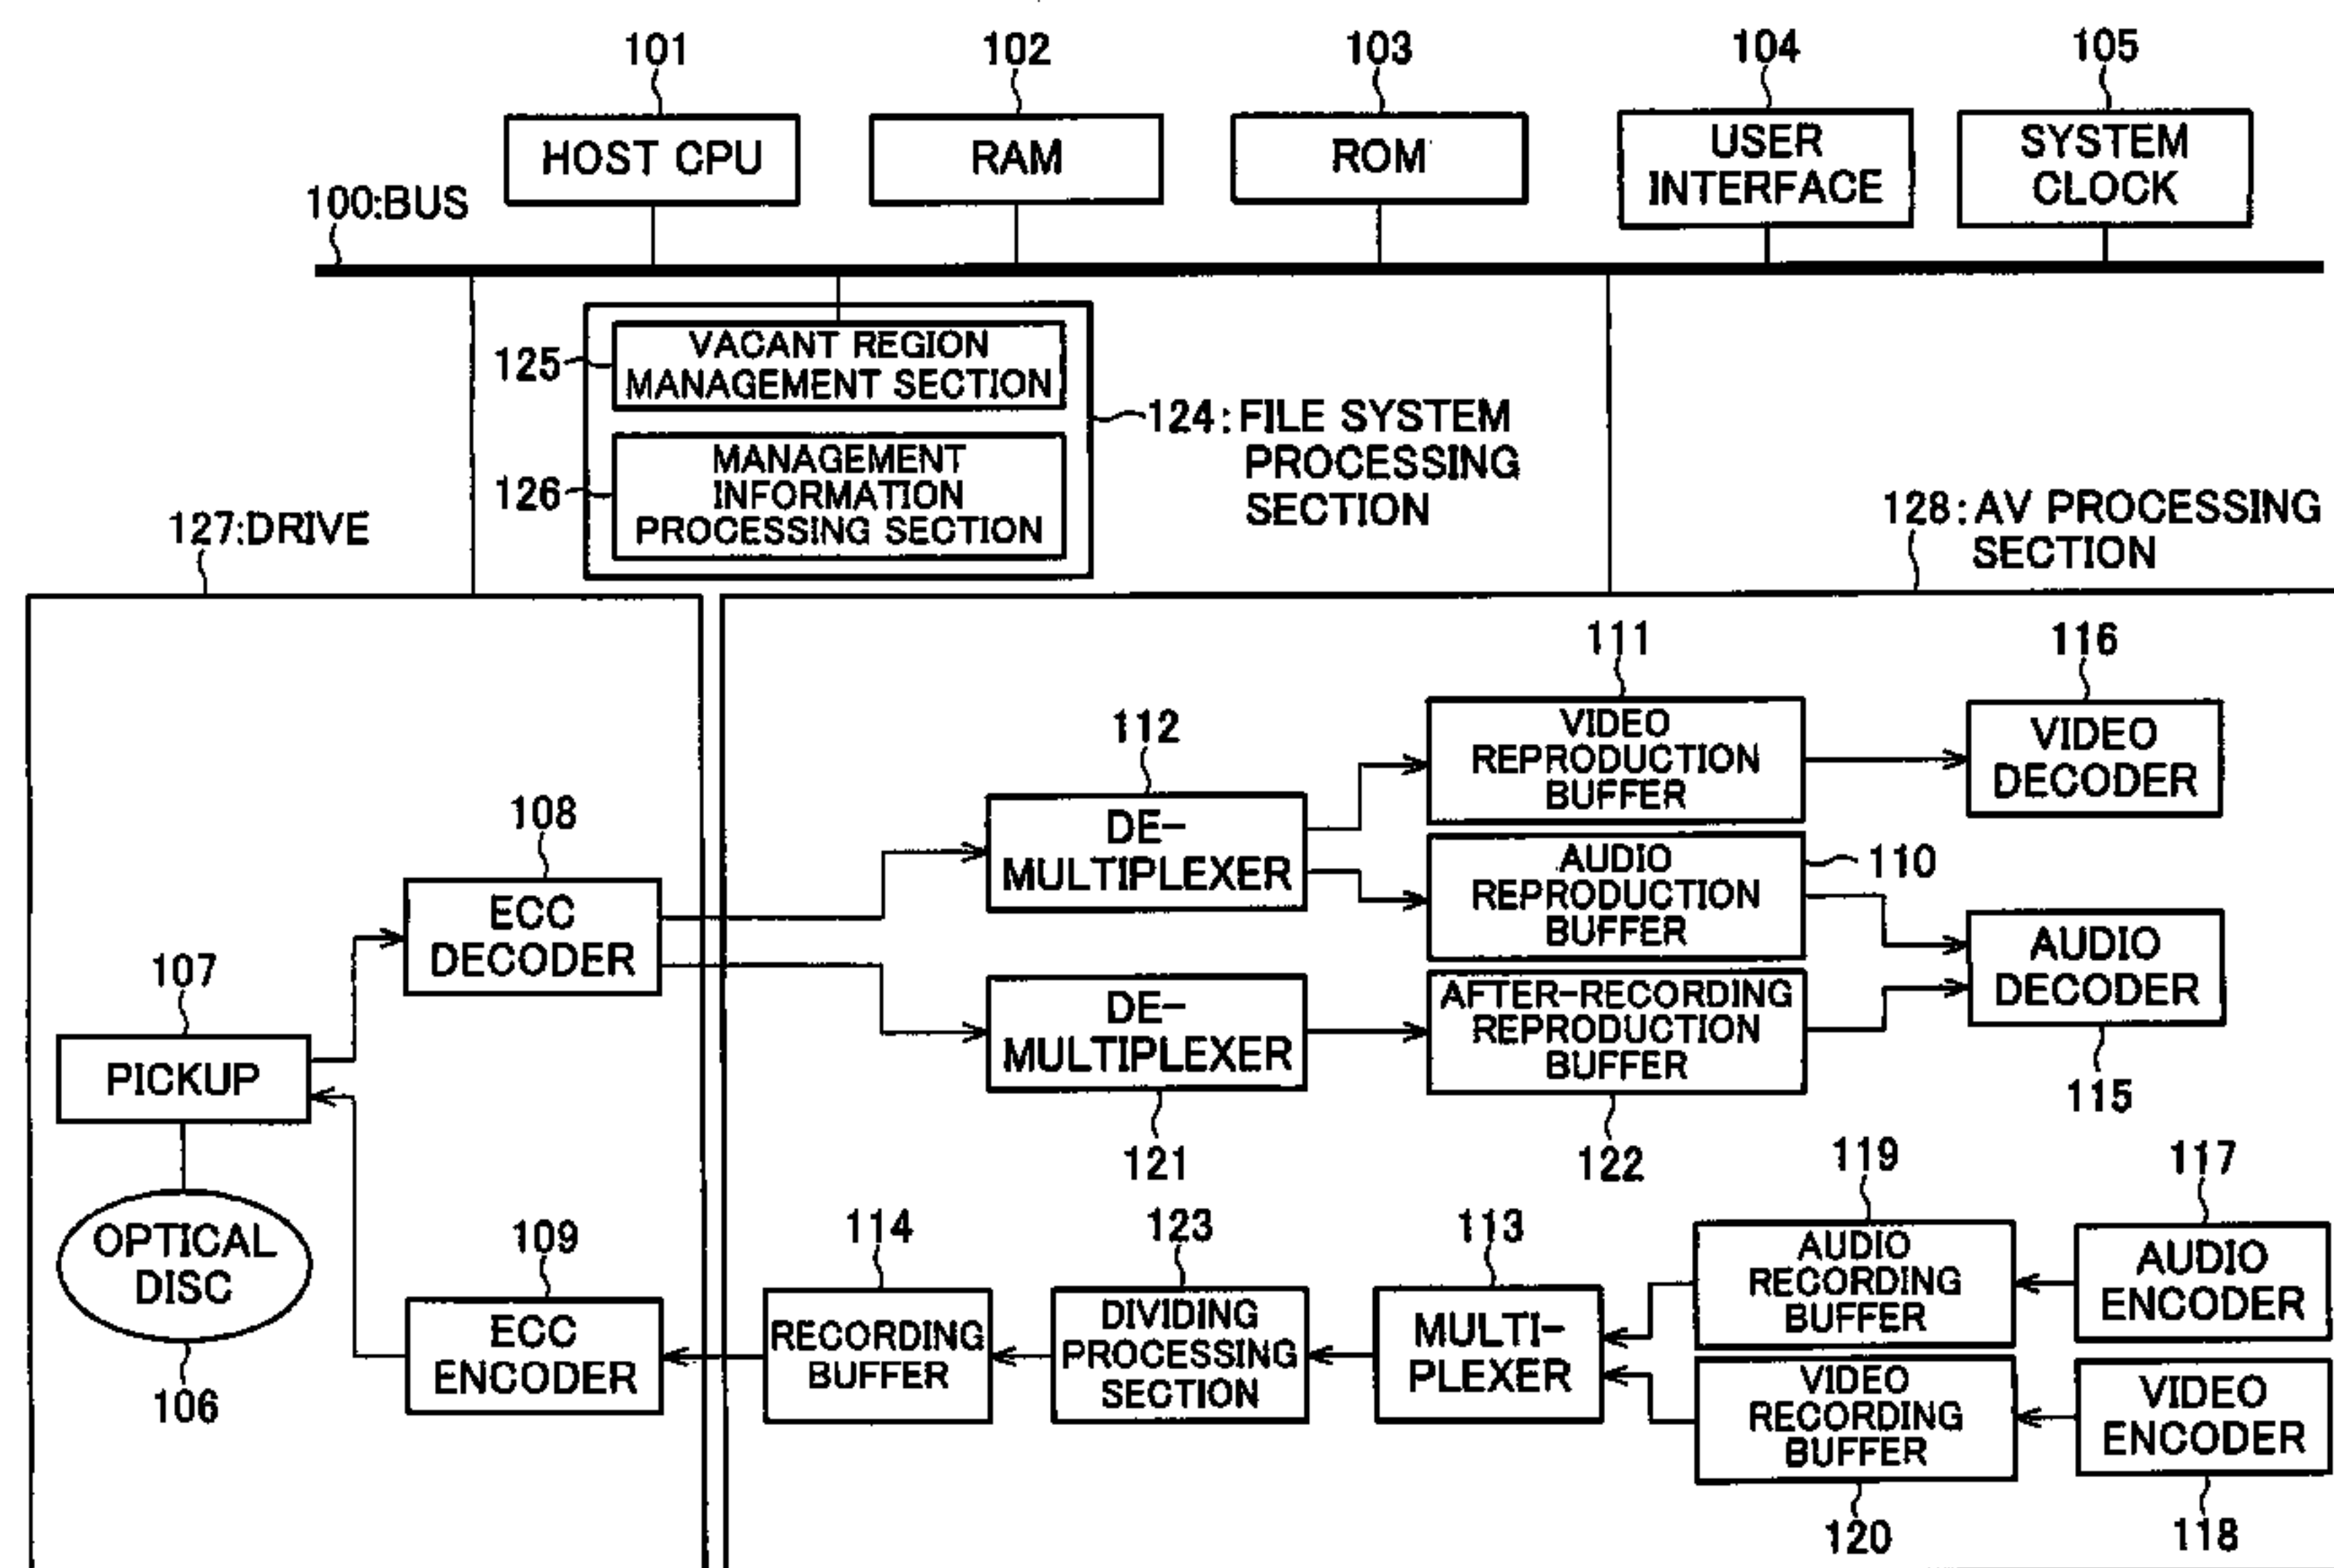 101
102
103
104
105
HOST CPU
RAM
ROM
USER
INTERFACE
SYSTEM
CLOCK
100:BUS
125
VACANT REGION
MANAGEMENT SECTION
126
MANAGEMENT
INFORMATION
PROCESSING SECTION
124: FILE SYSTEM
PROCESSING
SECTION
127:DRIVE
128: AV PROCESSING
SECTION
111
116
112
VIDEO
REPRODUCTION
BUFFER
VIDEO
DECODER
108
DE-
MULTIPLEXER
AUDIO
REPRODUCTION
BUFFER
110
ECC
DECODER
AUDIO
DECODER
107
DE-
MULTIPLEXER
AFTER-RECORDING
REPRODUCTION
BUFFER
PICKUP
115
121
122
119
117
OPTICAL
DISC
109
114
123
113
AUDIO
RECORDING
BUFFER
AUDIO
ENCODER
ECC
ENCODER
RECORDING
BUFFER
DIVIDING
PROCESSING
SECTION
MULTI-
PLEXER
106
VIDEO
RECORDING
BUFFER
VIDEO
ENCODER
120
118